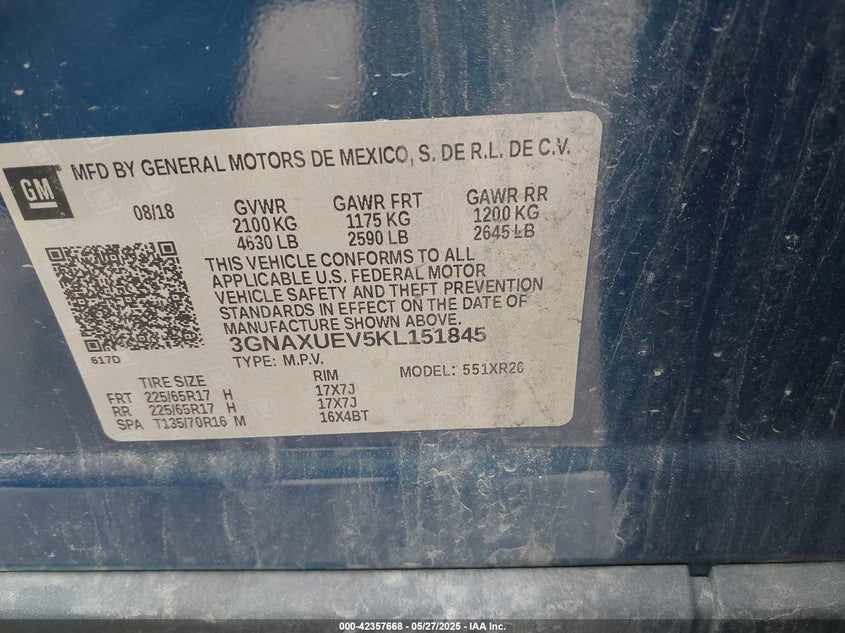 GM
MFD BY GENERAL MOTORS DE MEXICO, S. DE R.L. DE C.V.
08/18 GVWR GAWR FRT GAWR RR
2100 KG 1175 KG 1200 KG
4630 LB 2590 LB 2645 LB
THIS VEHICLE CONFORMS TO ALL
APPLICABLE U.S. FEDERAL MOTOR
VEHICLE SAFETY AND THEFT PREVENTION
STANDARDS IN EFFECT ON THE DATE OF
MANUFACTURE SHOWN ABOVE.
617D
3GNAXUEV5KL151845
TYPE: M.P.V. MODEL: 551XR26
TIRE SIZE RIM
FRT 225/65R17 H 17X7J
RR 225/65R17 H 17X7J
SPA T135/70R16 M 16X4BT
000-42357668 — 05/27/2025 — IAA Inc.